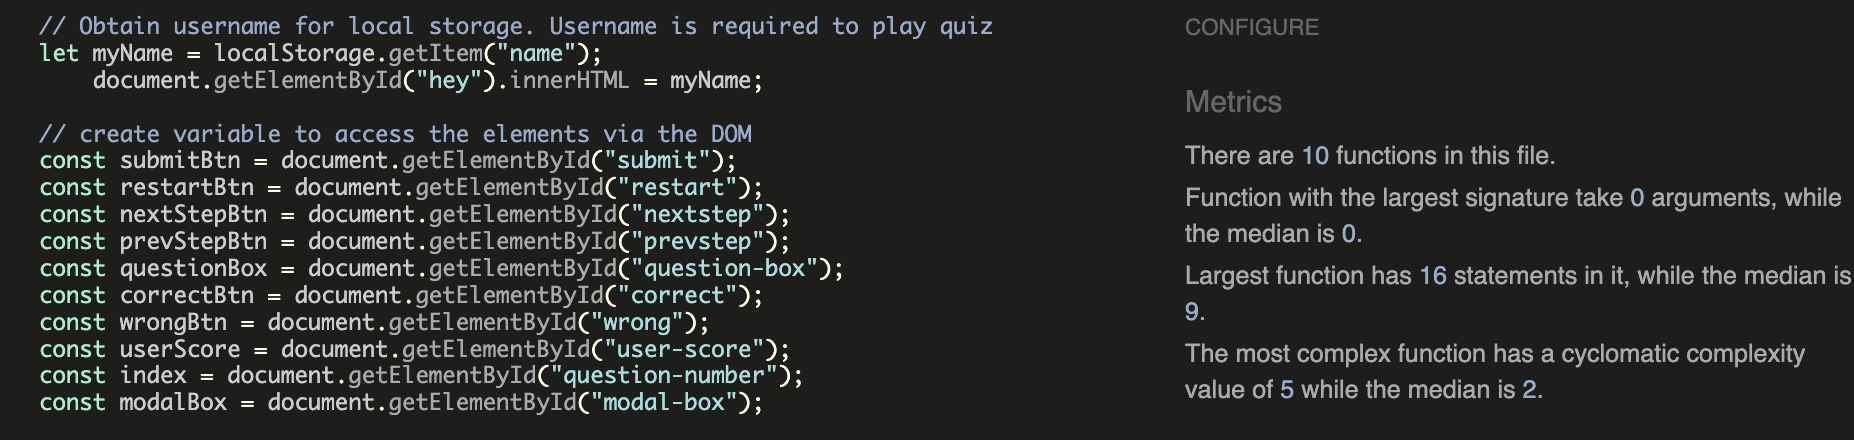 // Obtain username for local storage. Username is required to play quiz
let myName = localStorage.getItem("name");
document.getElementById("hey").innerHTML = myName;
// create variable to access the elements via the DOM
const submitBtn = document.getElementById("submit");
const restartBtn = document.getElementById("restart");
const nextStepBtn = document.getElementById("nextstep");
const prevStepBtn = document.getElementById("prevstep");
const questionBox = document.getElementById("question-box");
const correctBtn = document.getElementById("correct");
const wrongBtn = document.getElementById("wrong");
const userScore = document.getElementById("user-score");
const index = document.getElementById("question-number");
const modalBox = document.getElementById("modal-box");
CONFIGURE
Metrics
There are 10 functions in this file.
Function with the largest signature take 0 arguments, while
the median is 0.
Largest function has 16 statements in it, while the median is
9.
The most complex function has a cyclomatic complexity
value of 5 while the median is 2.